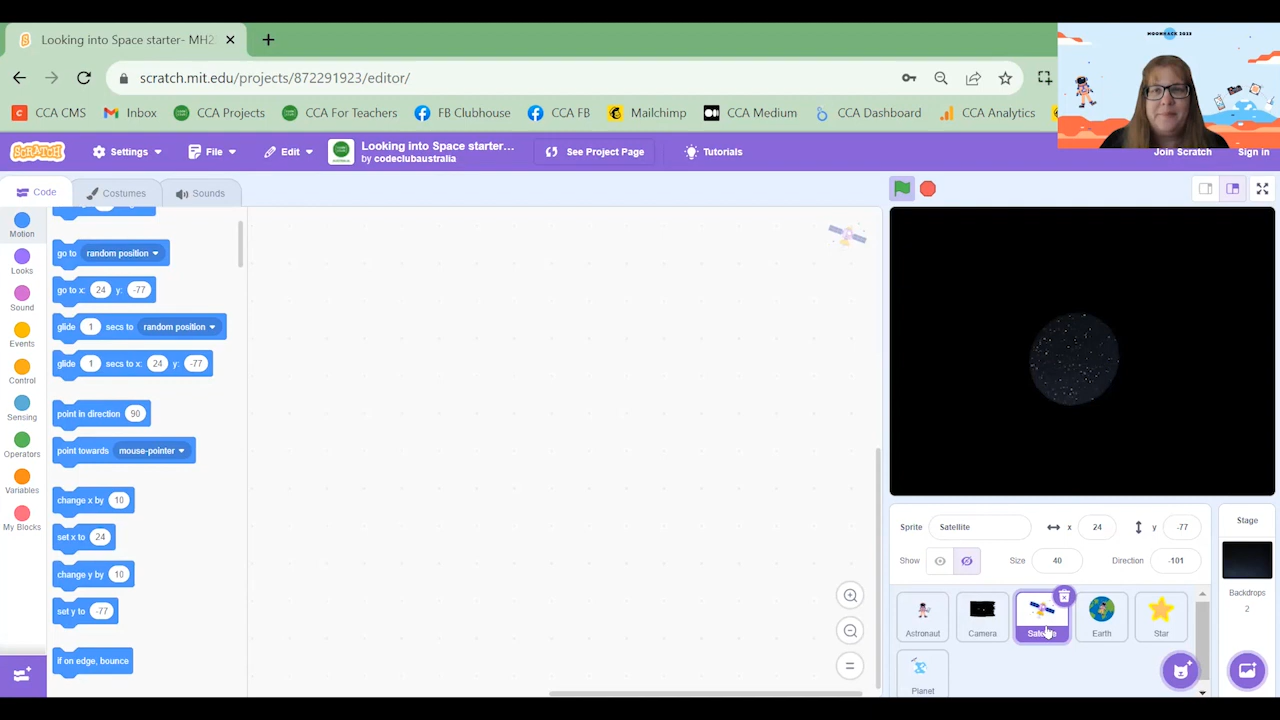 Looking into Space starter- MH2
MOONHACK 2023
scratch.mit.edu/projects/872291923/editor/
CCA CMS Inbox CCA Projects CCA For Teachers FB Clubhouse CCA FB Mailchimp CCA Medium CCA Dashboard CCA Analytics
SCRATCH Settings File Edit Looking into Space starter... by codeclubaustralia See Project Page Tutorials Join Scratch Sign in
Code Costumes Sounds
Motion
Looks
Sound
Events
Control
Sensing
Operators
Variables
My Blocks
go to random position
go to x: 24 y: -77
glide 1 secs to random position
glide 1 secs to x: 24 y: -77
point in direction 90
point towards mouse-pointer
change x by 10
set x to 24
change y by 10
set y to -77
if on edge, bounce
Sprite Satellite x 24 y -77
Show Size 40 Direction -101
Astronaut Camera Earth Star
Planet
Stage
Backdrops
2